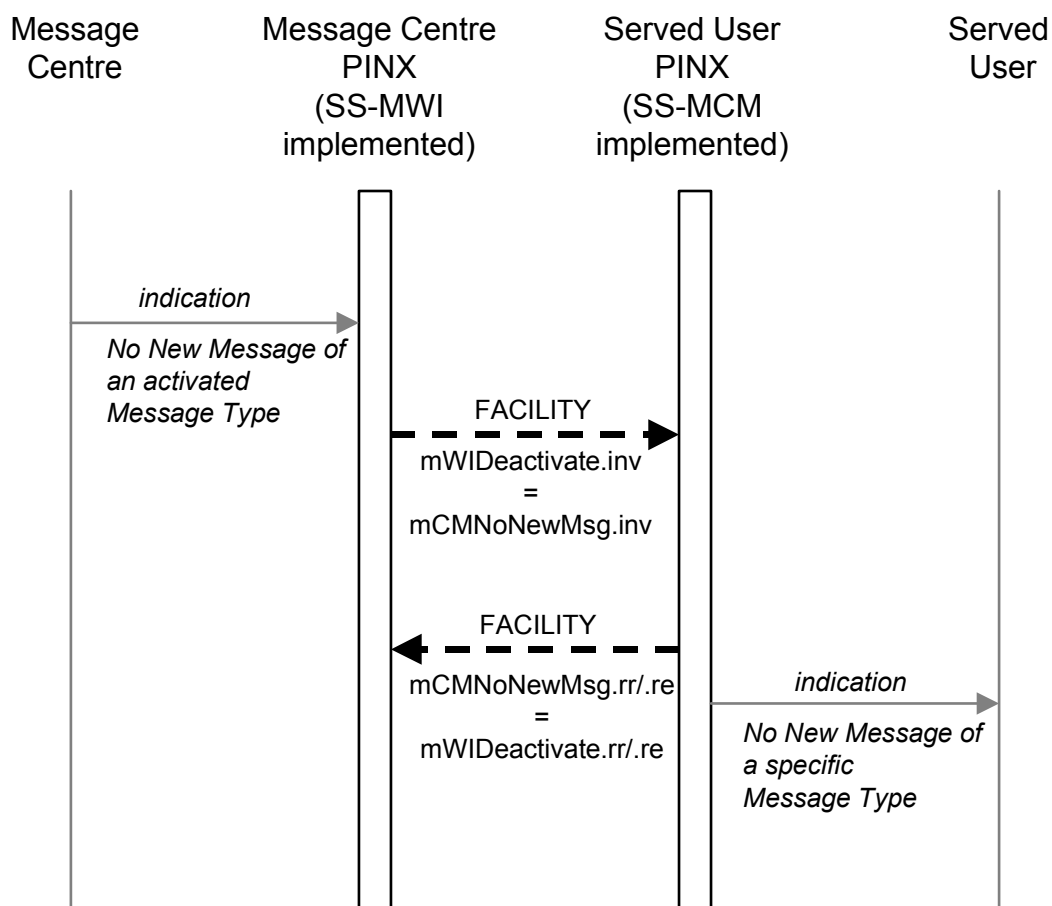 Message
Centre
Message Centre
PINX
(SS-MWI
implemented)
Served User
PINX
(SS-MCM
implemented)
Served
User
indication
No New Message of
an activated
Message Type
FACILITY
mWIDeactivate.inv
=
mCMNoNewMsg.inv
FACILITY
mCMNoNewMsg.rr/.re
=
mWIDeactivate.rr/.re
indication
No New Message of
a specific
Message Type